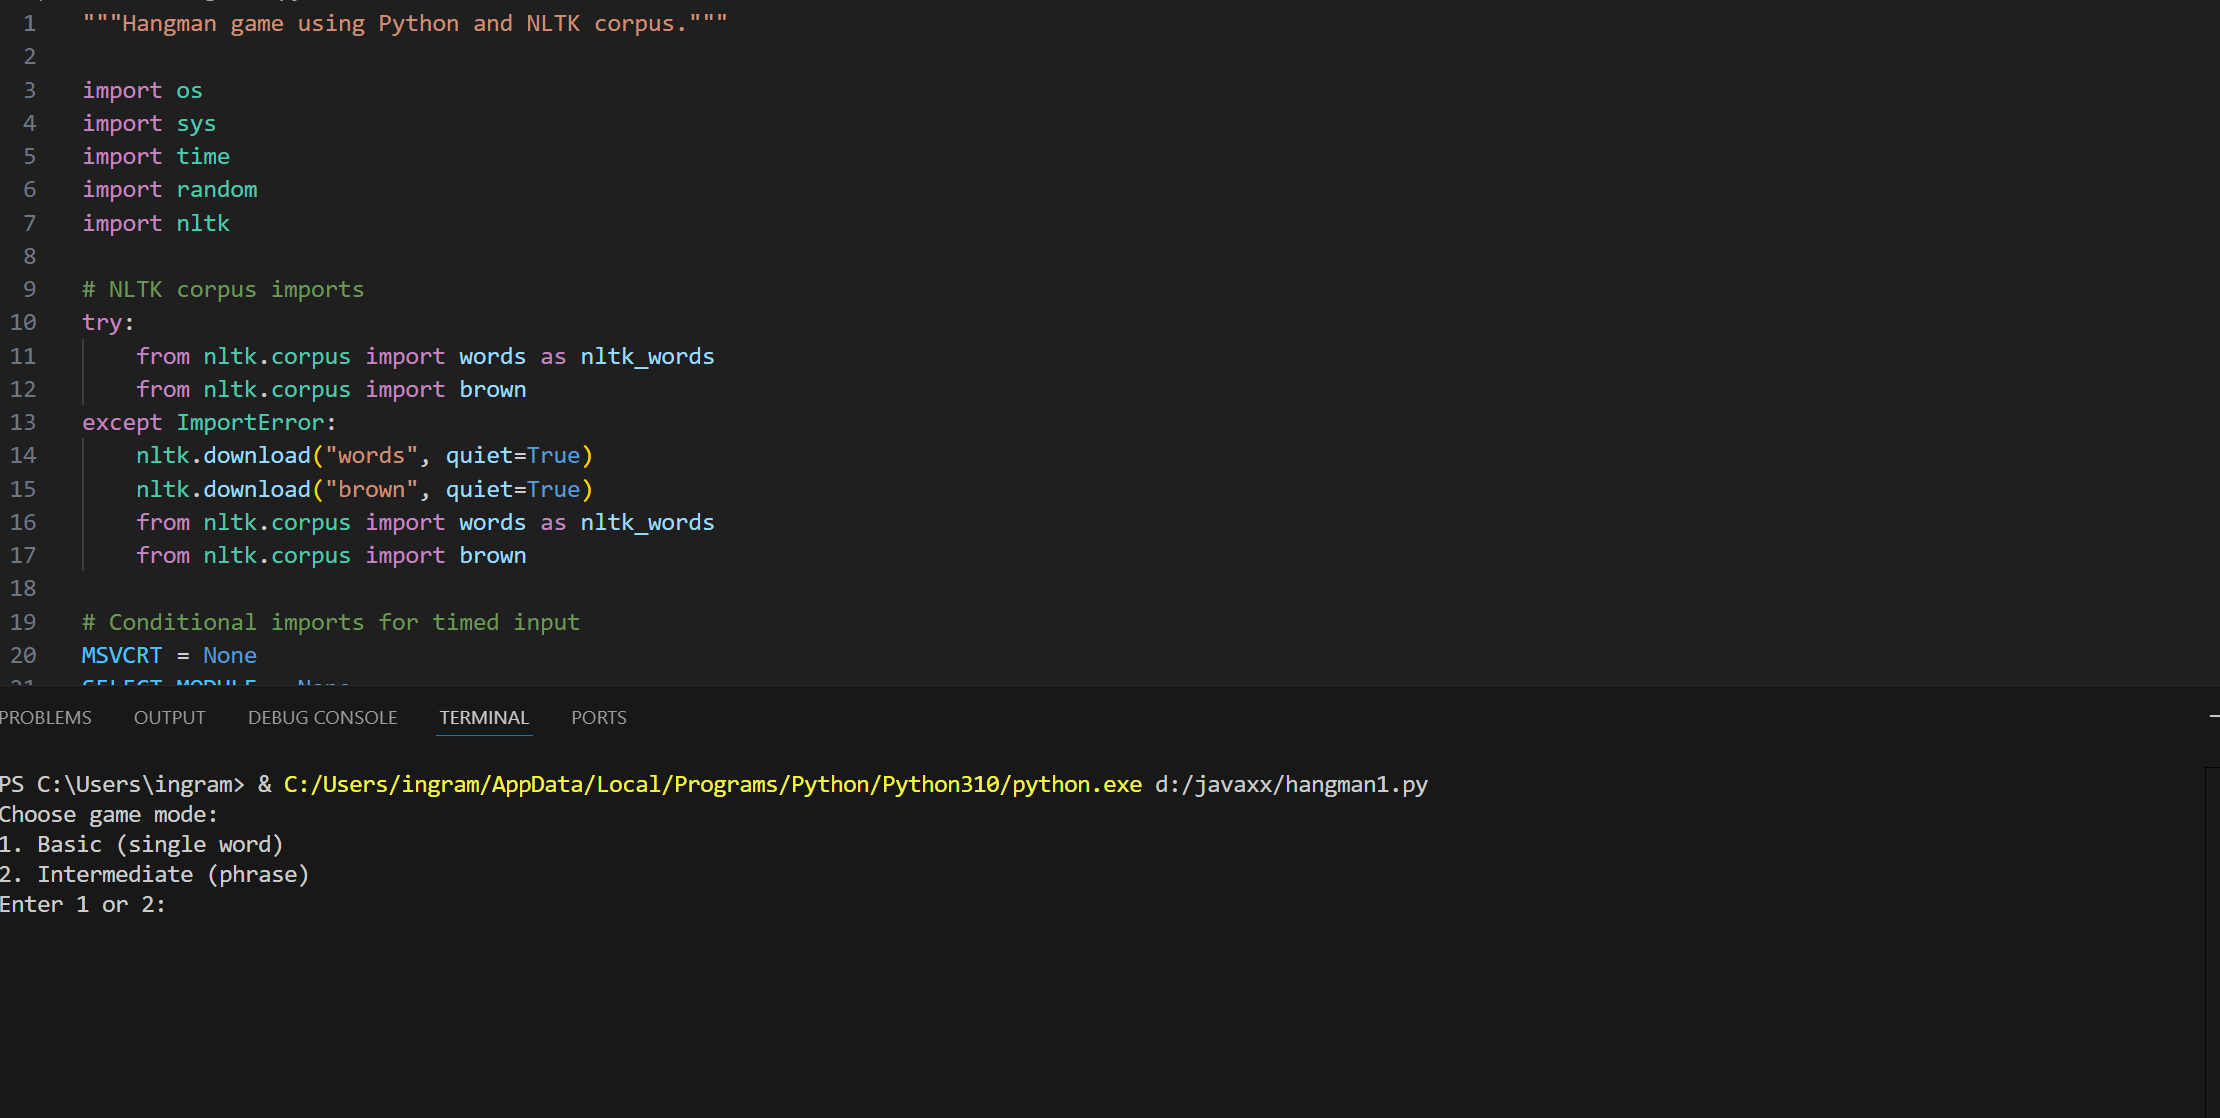 1 """Hangman game using Python and NLTK corpus."""
2
3 import os
4 import sys
5 import time
6 import random
7 import nltk
8
9 # NLTK corpus imports
10 try:
11     from nltk.corpus import words as nltk_words
12     from nltk.corpus import brown
13 except ImportError:
14     nltk.download("words", quiet=True)
15     nltk.download("brown", quiet=True)
16     from nltk.corpus import words as nltk_words
17     from nltk.corpus import brown
18
19 # Conditional imports for timed input
20 MSVCRT = None
21 SELECT_MODULE = None
PROBLEMS OUTPUT DEBUG CONSOLE TERMINAL PORTS
PS C:\Users\ingram> & C:/Users/ingram/AppData/Local/Programs/Python/Python310/python.exe d:/javaxx/hangman1.py
Choose game mode:
1. Basic (single word)
2. Intermediate (phrase)
Enter 1 or 2: